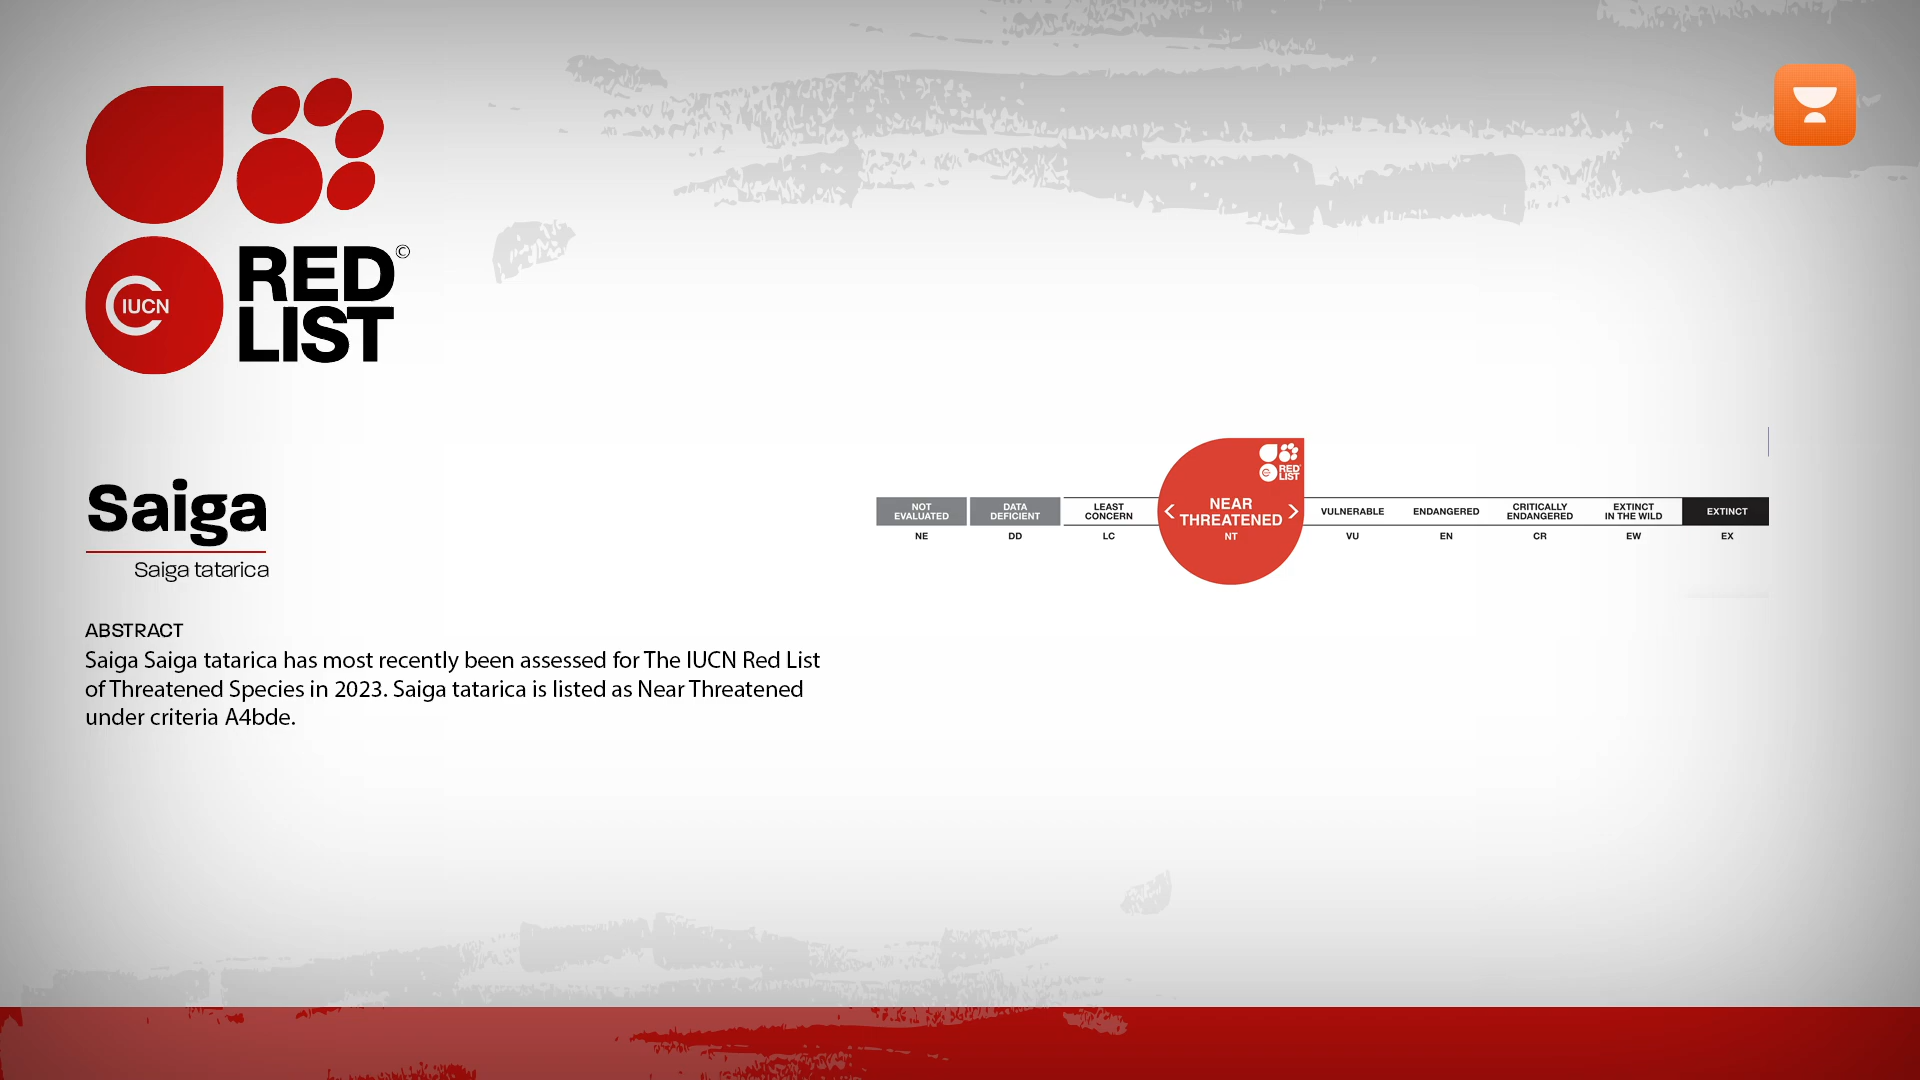 IUCN
RED
LIST
©
Saiga
Saiga tatarica
ABSTRACT
Saiga Saiga tatarica has most recently been assessed for The IUCN Red List
of Threatened Species in 2023. Saiga tatarica is listed as Near Threatened
under criteria A4bde.
RED
LIST
NOT
EVALUATED
NE
DATA
DEFICIENT
DD
LEAST
CONCERN
LC
< NEAR
THREATENED >
NT
VULNERABLE
VU
ENDANGERED
EN
CRITICALLY
ENDANGERED
CR
EXTINCT
IN THE WILD
EW
EXTINCT
EX